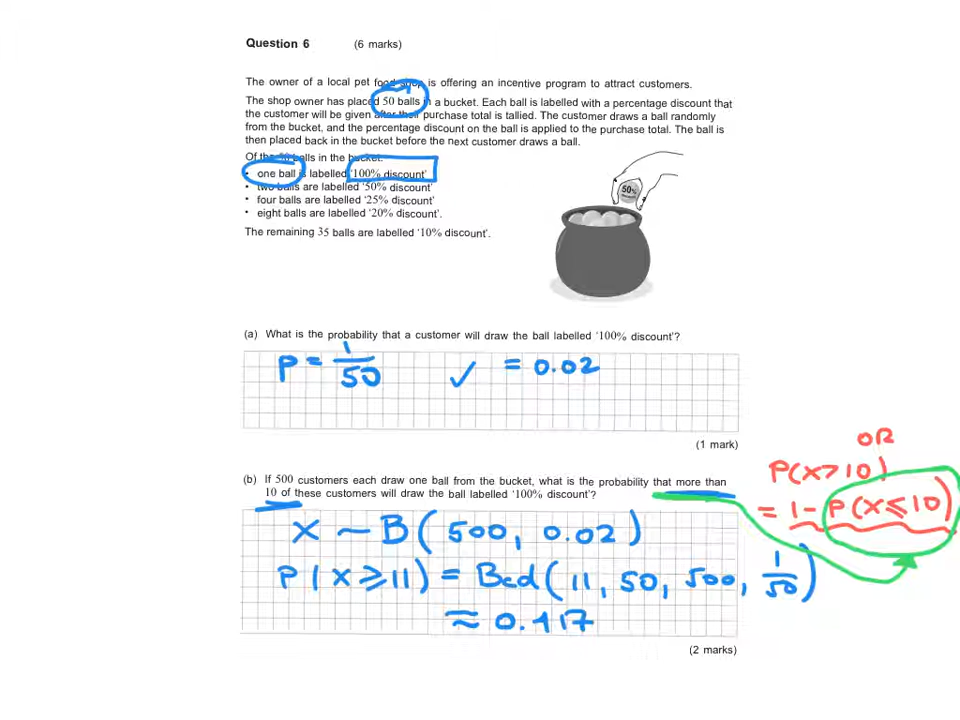 Question 6 (6 marks)
The owner of a local pet food shop is offering an incentive program to attract customers.
The shop owner has placed 50 balls in a bucket. Each ball is labelled with a percentage discount that
the customer will be given after their purchase total is tallied. The customer draws a ball randomly
from the bucket, and the percentage discount on the ball is applied to the purchase total. The ball is
then placed back in the bucket before the next customer draws a ball.
Of the 50 balls in the bucket:
• one ball is labelled ‘100% discount’
• two balls are labelled ‘50% discount’
• four balls are labelled ‘25% discount’
• eight balls are labelled ‘20% discount’.
The remaining 35 balls are labelled ‘10% discount’.
50%
(a) What is the probability that a customer will draw the ball labelled ‘100% discount’?
P = 1/50 ✓ = 0.02
(1 mark)
(b) If 500 customers each draw one ball from the bucket, what is the probability that more than
10 of these customers will draw the ball labelled ‘100% discount’?
OR
P(X>10)
= 1 - P(X≤10)
X ~ B(500, 0.02)
P(X≥11) = Bcd(11, 50, 500, 1/50)
≈ 0.417
(2 marks)